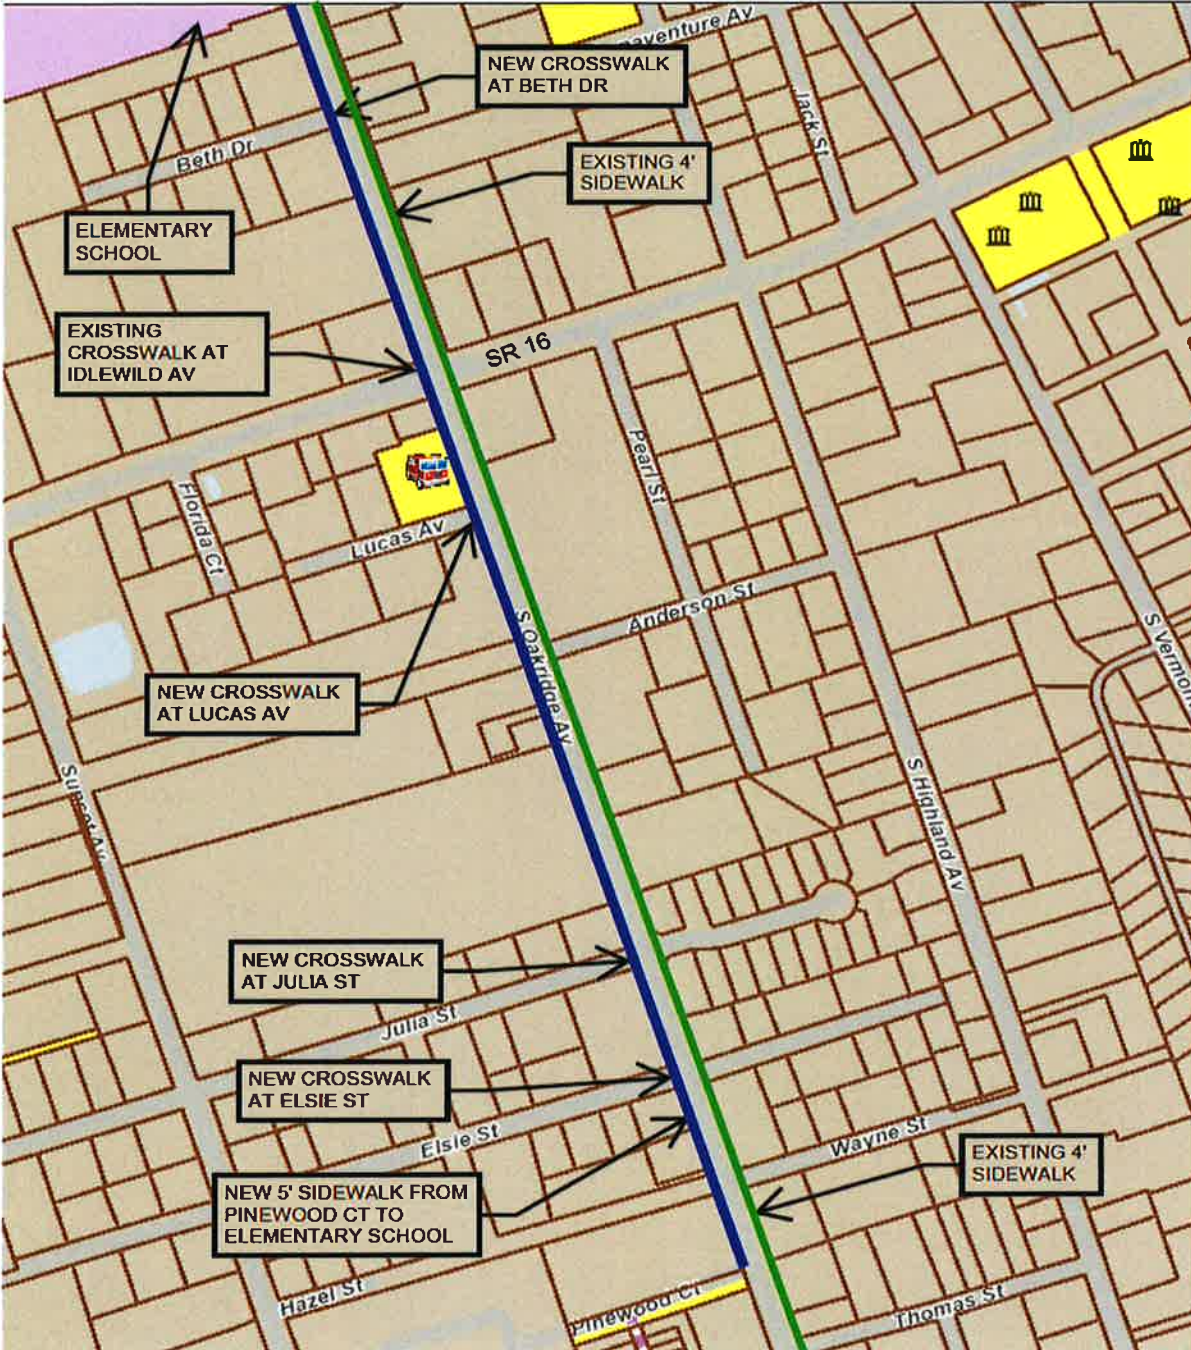 NEW CROSSWALK
AT BETH DR
Jack St
Beth Dr
EXISTING 4'
SIDEWALK
ELEMENTARY
SCHOOL
EXISTING
CROSSWALK AT
IDLEWILD AV
SR 16
Pearl St
Florida Ct
Lucas Av
Anderson St
S Oakridge Av
NEW CROSSWALK
AT LUCAS AV
Sunset Av
S Highland Av
NEW CROSSWALK
AT JULIA ST
Julia St
NEW CROSSWALK
AT ELSIE ST
Elsie St
Wayne St
EXISTING 4'
SIDEWALK
NEW 5' SIDEWALK FROM
PINEWOOD CT TO
ELEMENTARY SCHOOL
Hazel St
Pinewood Ct
Thomas St